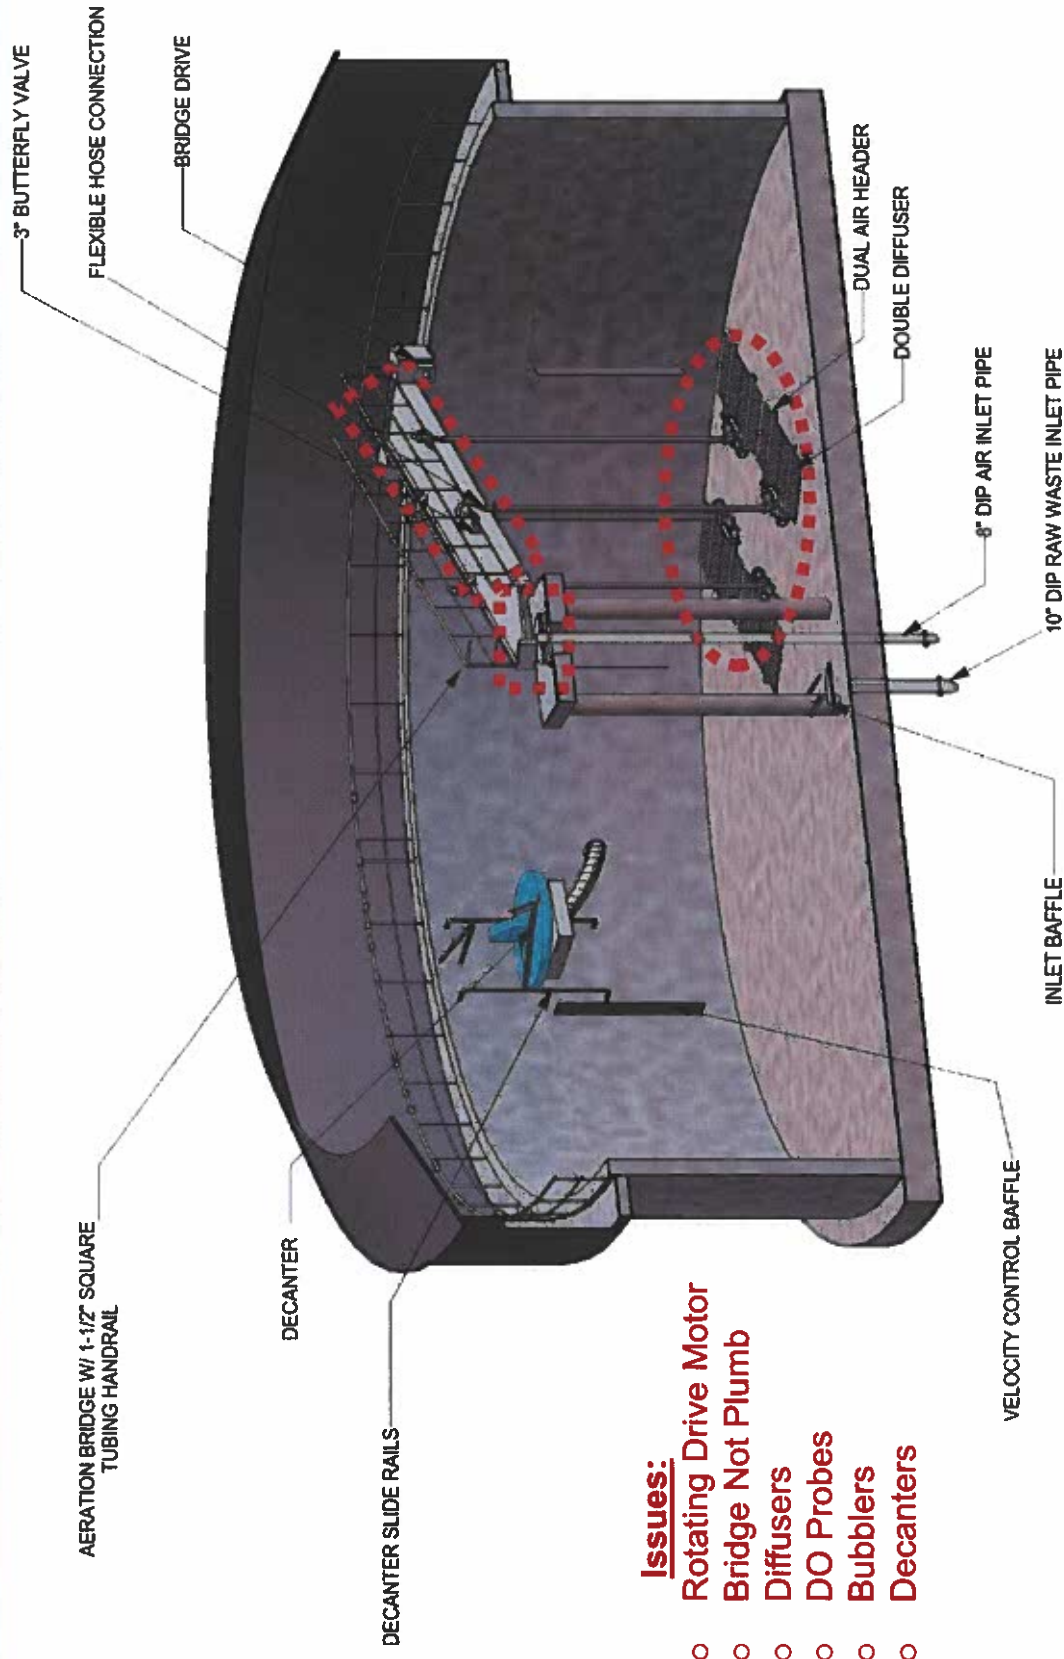 AERATION BRIDGE W/ 1-1/2" SQUARE
TUBING HANDRAIL
3" BUTTERFLY VALVE
FLEXIBLE HOSE CONNECTION
BRIDGE DRIVE
DECANTER
DECANTER SLIDE RAILS
DUAL AIR HEADER
DOUBLE DIFFUSER
8" DIP AIR INLET PIPE
10" DIP RAW WASTE INLET PIPE
INLET BAFFLE
VELOCITY CONTROL BAFFLE
Issues:
○ Rotating Drive Motor
○ Bridge Not Plumb
○ Diffusers
○ DO Probes
○ Bubblers
○ Decanters